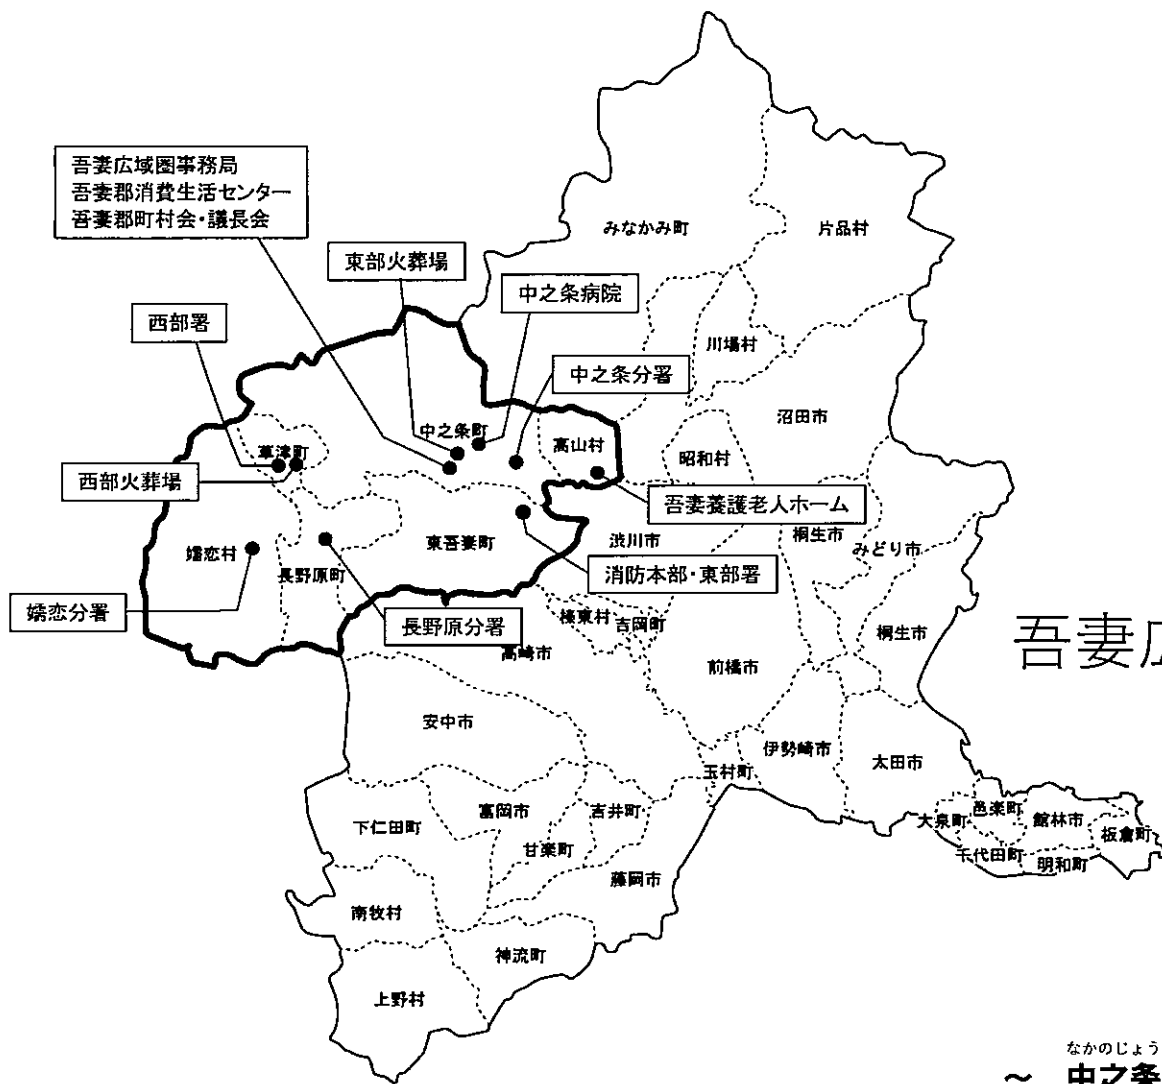 吾妻広域圏事務局
吾妻郡消費生活センター
吾妻郡町村会・議長会
東部火葬場
中之条病院
西部署
中之条分署
西部火葬場
吾妻養護老人ホーム
消防本部・東部署
嬬恋分署
長野原分署
みなかみ町
片品村
川場村
沼田市
中之条町
高山村
昭和村
草津町
嬬恋村
長野原町
東吾妻町
渋川市
桐生市
みどり市
榛東村
吉岡町
桐生市
高崎市
前橋市
安中市
伊勢崎市
太田市
玉村町
下仁田町
富岡市
吉井町
甘楽町
大泉町
邑楽町
館林市
板倉町
千代田町
明和町
藤岡市
南牧村
神流町
上野村
吾妻広
なかのじょう
～ 中之条